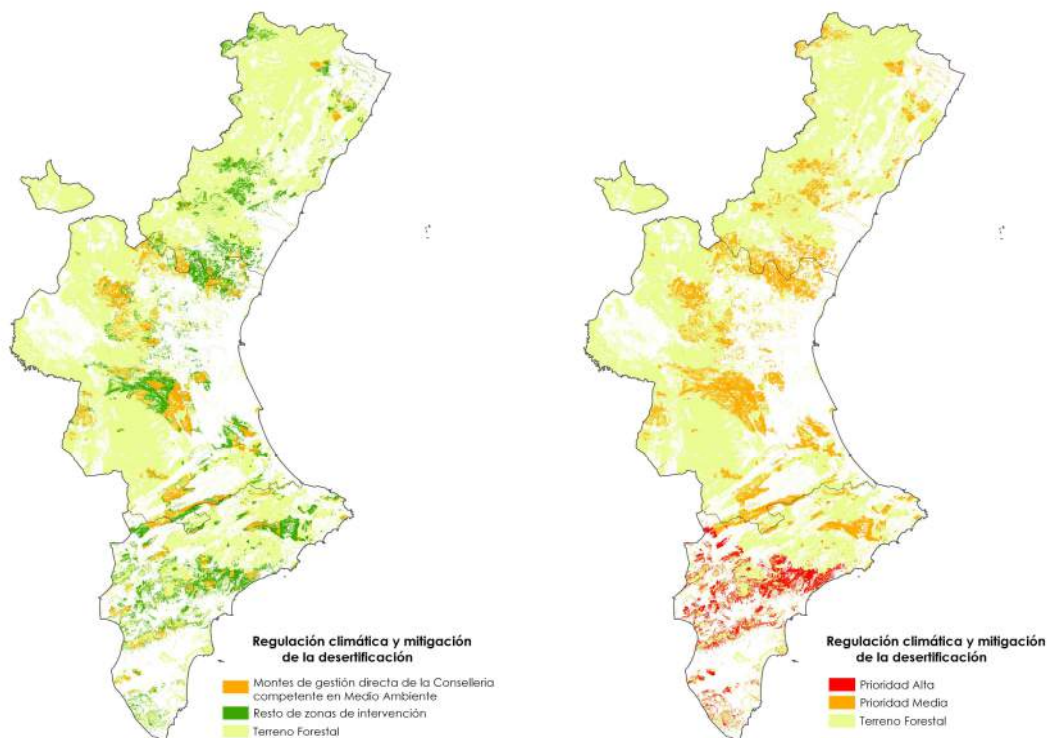 Regulación climática y mitigación
de la desertificación
Montes de gestión directa de la Conselleria
competente en Medio Ambiente
Resto de zonas de intervención
Terreno Forestal
Regulación climática y mitigación
de la desertificación
Prioridad Alta
Prioridad Media
Terreno Forestal